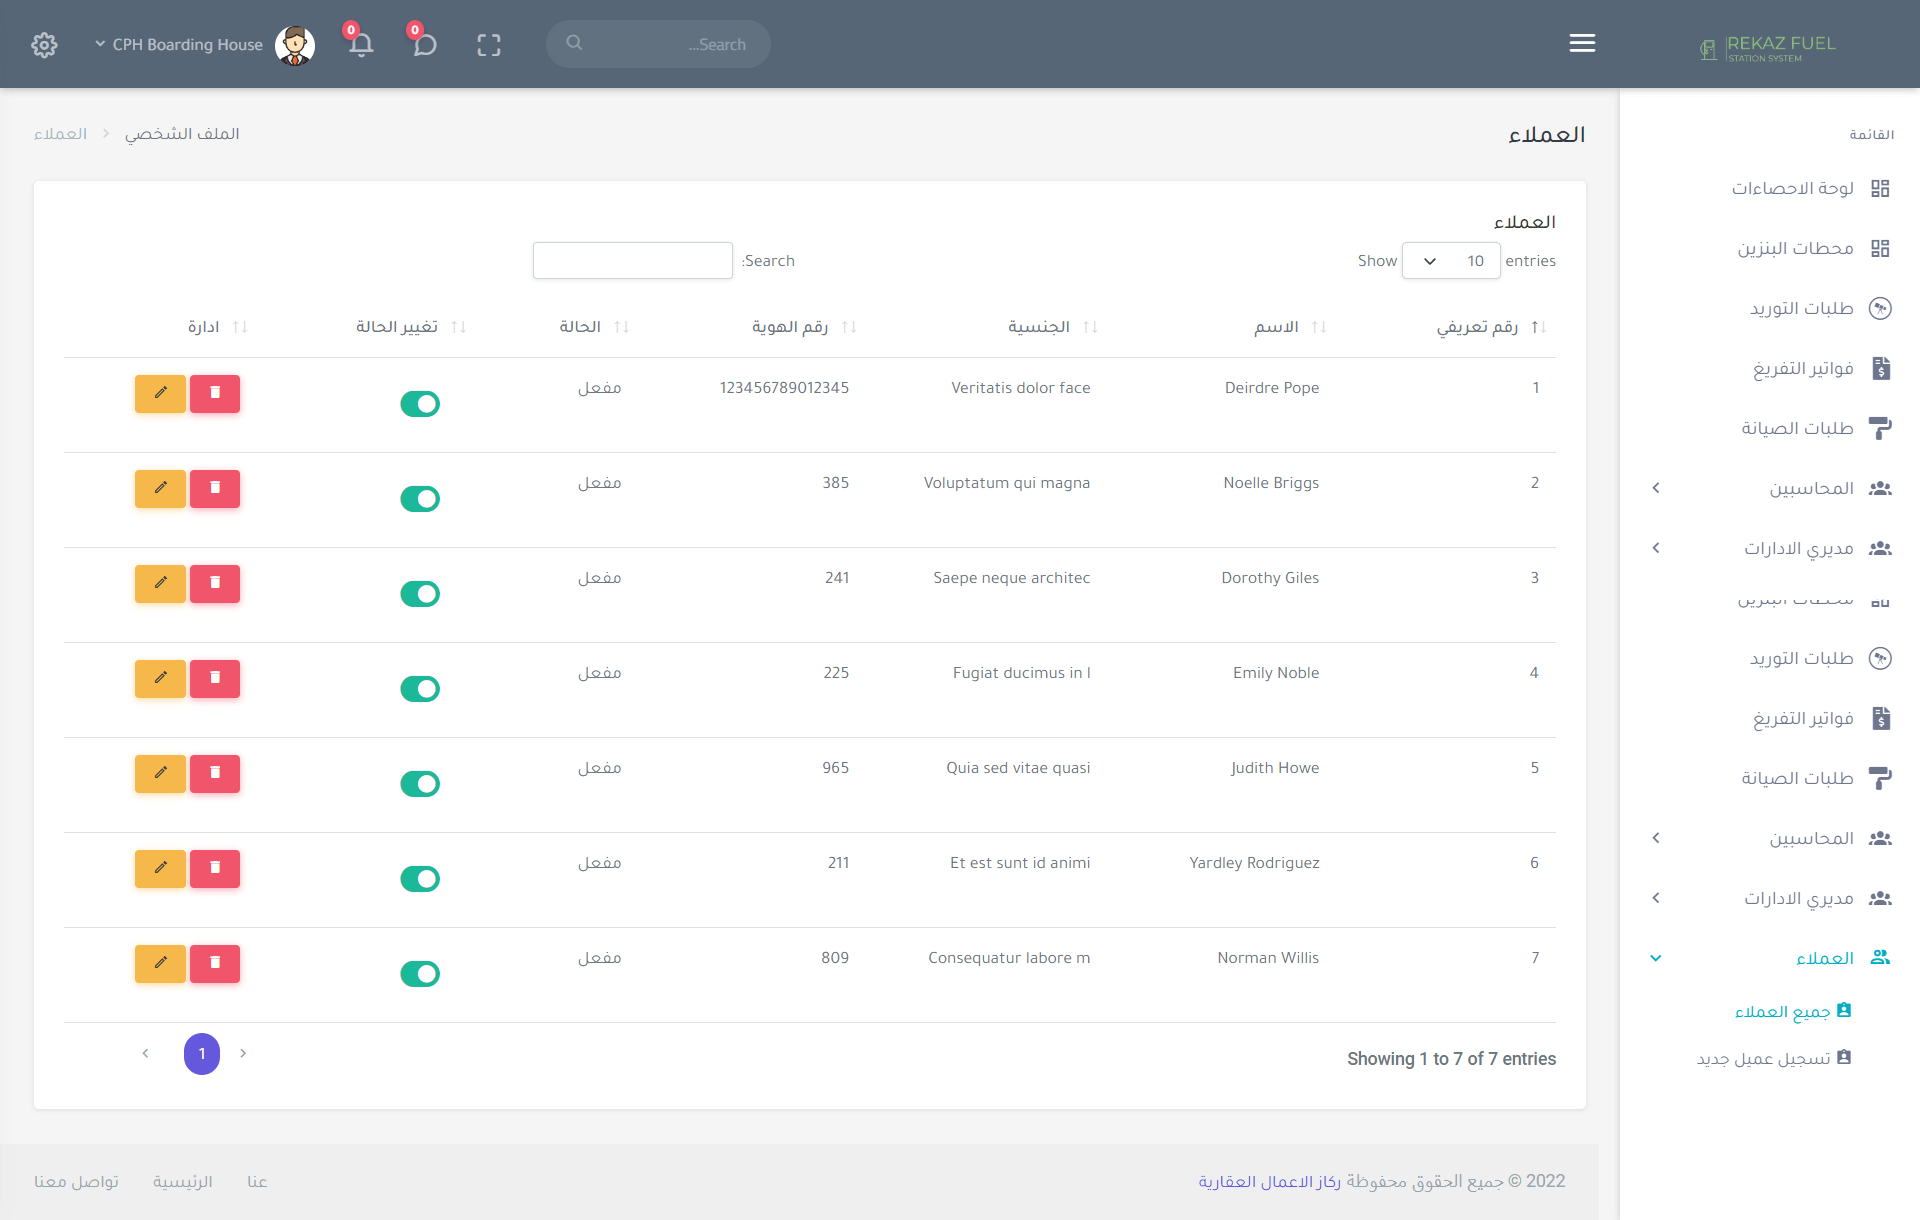 REKAZ FUEL
STATION SYSTEM
Search...
0
0
CPH Boarding House
القائمة
لوحة الاحصاءات
محطات البنزين
طلبات التوريد
فواتير التفريغ
طلبات الصيانة
المحاسبين
مديري الادارات
محطات البنزين
طلبات التوريد
فواتير التفريغ
طلبات الصيانة
المحاسبين
مديري الادارات
العملاء
جميع العملاء
تسجيل عميل جديد
العملاء
الملف الشخصي
العملاء
العملاء
Show 10 entries
Search:
رقم تعريفي الاسم الجنسية رقم الهوية الحالة تغيير الحالة ادارة
1 Deirdre Pope Veritatis dolor face 123456789012345 مفعل
2 Noelle Briggs Voluptatum qui magna 385 مفعل
3 Dorothy Giles Saepe neque architec 241 مفعل
4 Emily Noble Fugiat ducimus in l 225 مفعل
5 Judith Howe Quia sed vitae quasi 965 مفعل
6 Yardley Rodriguez Et est sunt id animi 211 مفعل
7 Norman Willis Consequatur labore m 809 مفعل
Showing 1 to 7 of 7 entries
1
2022 © جميع الحقوق محفوظة ركاز الاعمال العقارية
عنا
الرئيسية
تواصل معنا